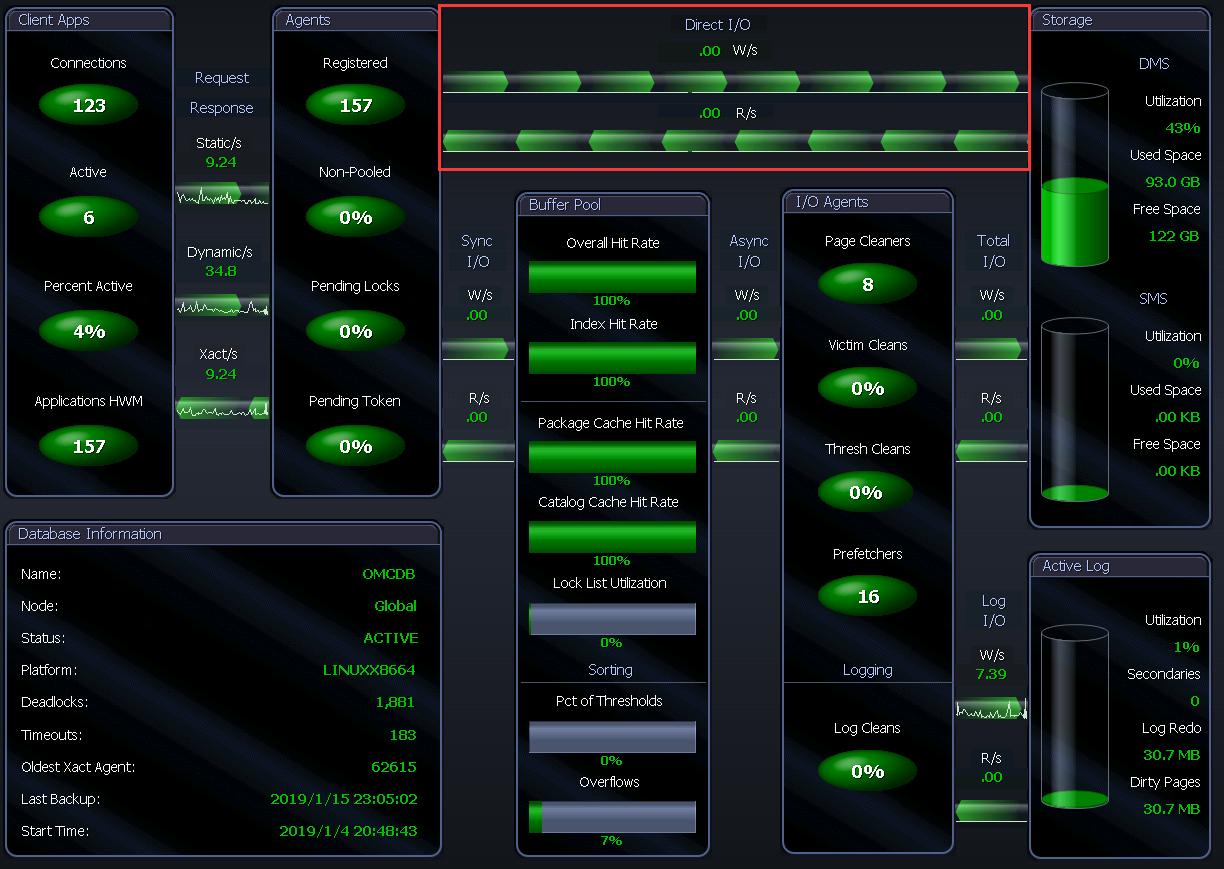 Client Apps
Connections
123
Active
6
Percent Active
4%
Applications HWM
157
Request
Response
Static/s
9.24
Dynamic/s
34.8
Xact/s
9.24
Agents
Registered
157
Non-Pooled
0%
Pending Locks
0%
Pending Token
0%
Direct I/O
.00 W/s
.00 R/s
Sync
I/O
W/s
.00
R/s
.00
Buffer Pool
Overall Hit Rate
100%
Index Hit Rate
100%
Package Cache Hit Rate
100%
Catalog Cache Hit Rate
100%
Lock List Utilization
0%
Sorting
Pct of Thresholds
0%
Overflows
7%
Async
I/O
W/s
.00
R/s
.00
I/O Agents
Page Cleaners
8
Victim Cleans
0%
Thresh Cleans
0%
Prefetchers
16
Logging
Log Cleans
0%
Total
I/O
W/s
.00
R/s
.00
Log
I/O
W/s
7.39
R/s
.00
Storage
DMS
Utilization
43%
Used Space
93.0 GB
Free Space
122 GB
SMS
Utilization
0%
Used Space
.00 KB
Free Space
.00 KB
Active Log
Utilization
1%
Secondaries
0
Log Redo
30.7 MB
Dirty Pages
30.7 MB
Database Information
Name: OMCDB
Node: Global
Status: ACTIVE
Platform: LINUXX8664
Deadlocks: 1,881
Timeouts: 183
Oldest Xact Agent: 62615
Last Backup: 2019/1/15 23:05:02
Start Time: 2019/1/4 20:48:43